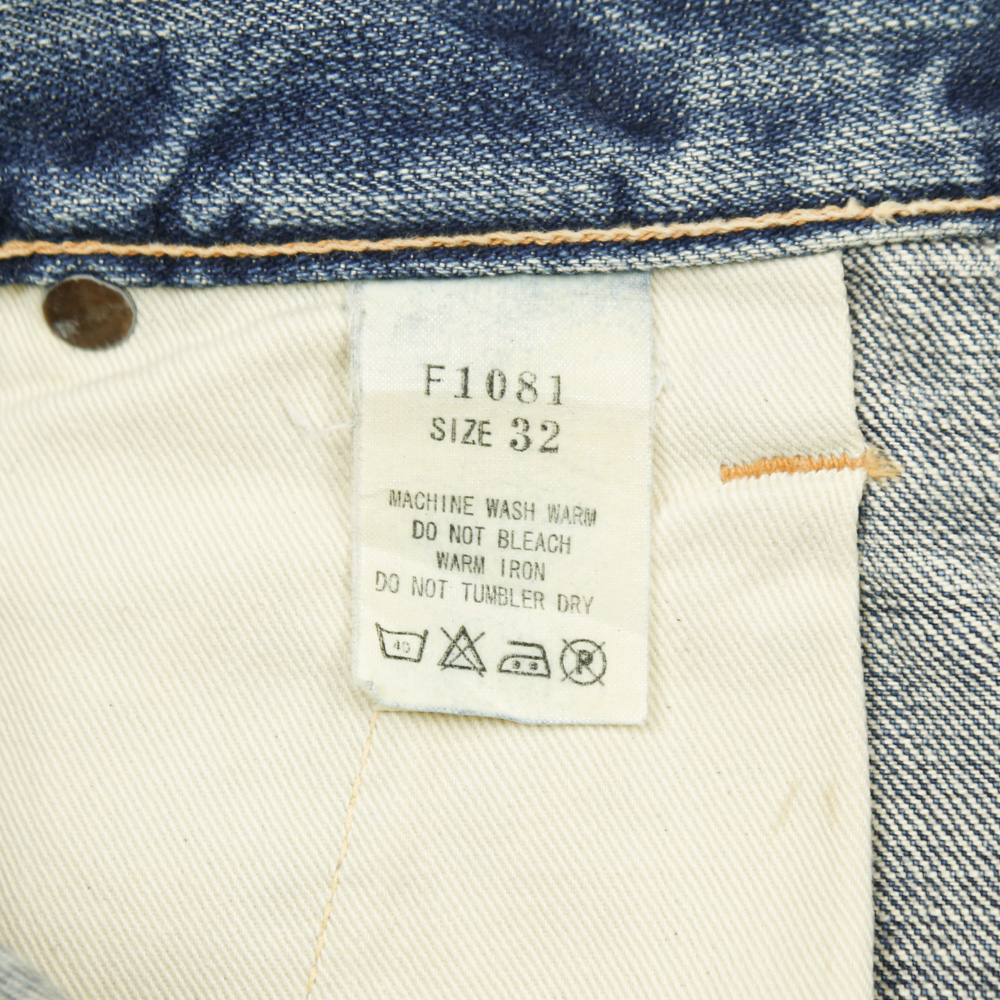 F1081
SIZE 32
MACHINE WASH WARM
DO NOT BLEACH
WARM IRON
DO NOT TUMBLER DRY
40 P